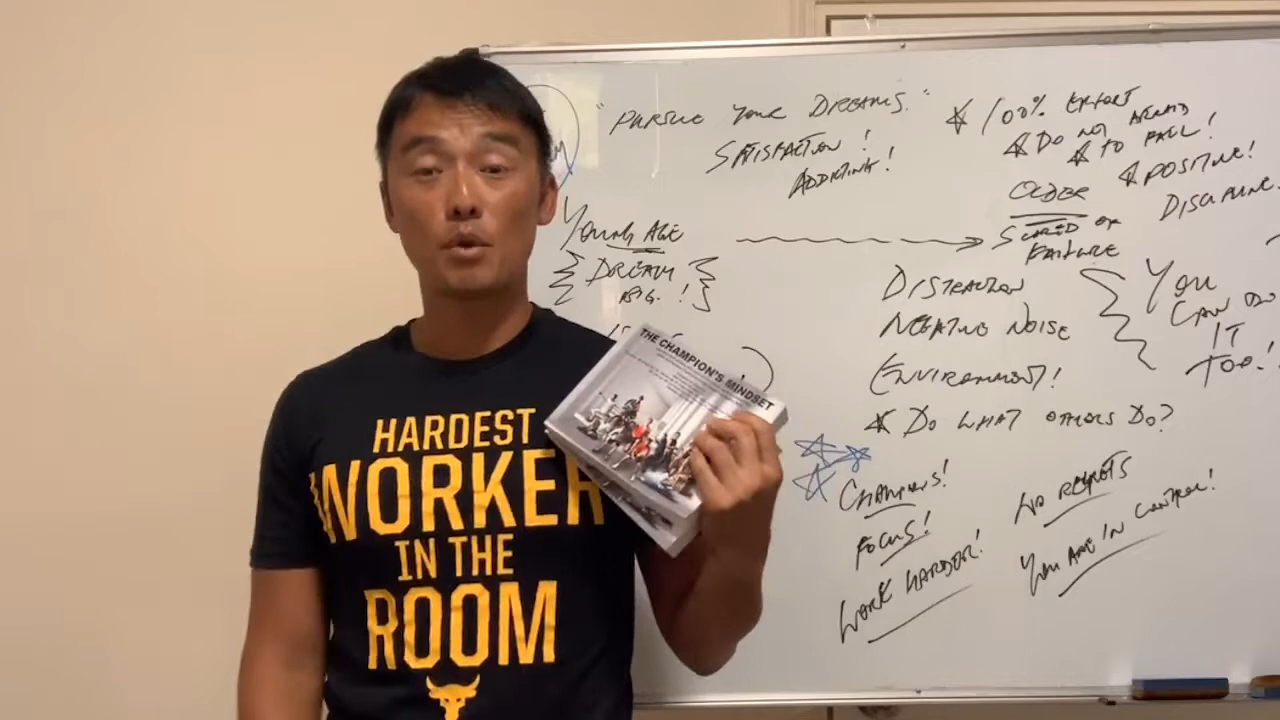 "PURSUE YOUR DREAMS."
SATISFACTION!
ADDICTING!
YOUNG AGE
DREAM
BIG. !
100% EFFORT
DO NOT AFRAID
TO FAIL!
POSITIVE!
DISCIPLINE
OLDER
SCARED OF
FAILURE
DISTRACTION
NEGATIVE NOISE
ENVIRONMENT!
DO WHAT OTHERS DO?
YOU
CAN DO
IT
TOO!
CHAMPIONS!
FOCUS!
WORK HARDER!
NO REGRETS
YOU ARE IN CONTROL!
THE CHAMPION'S MINDSET
HARDEST
WORKER
IN THE
ROOM